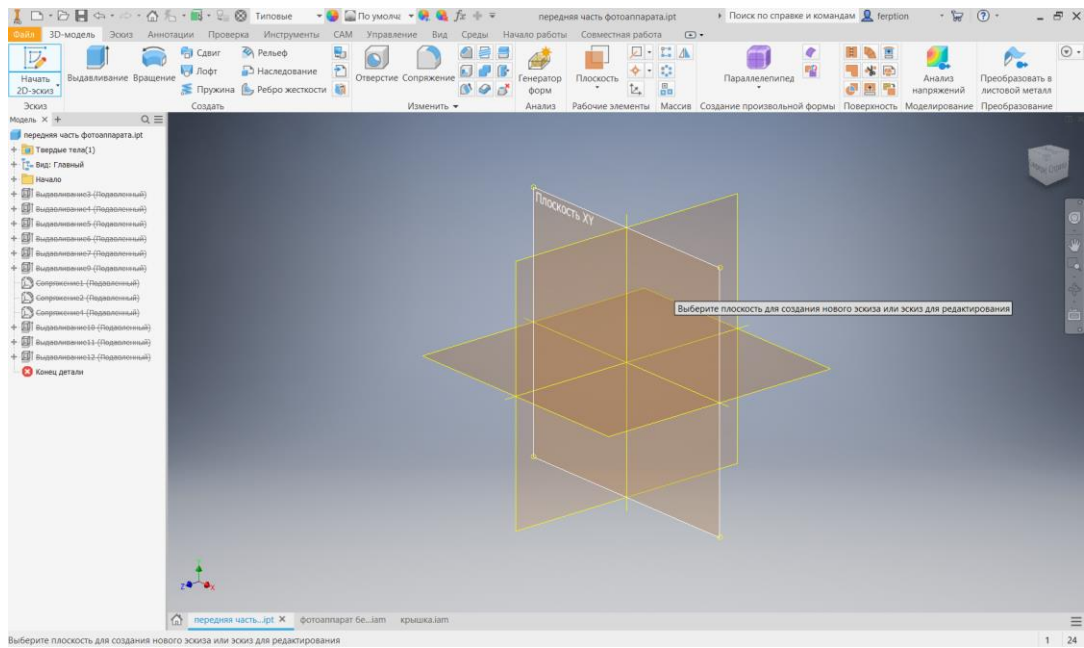 Типовые По умолча fx передняя часть фотоаппарата.ipt Поиск по справке и командам ferption
Файл 3D-модель Эскиз Аннотации Проверка Инструменты CAM Управление Вид Среды Начало работы Совместная работа
Начать 2D-эскиз
Выдавливание Вращение
Сдвиг
Лофт
Пружина
Рельеф
Наследование
Ребро жесткости
Отверстие Сопряжение
Генератор форм
Плоскость
Параллелепипед
Анализ напряжений
Преобразовать в листовой металл
Эскиз Создать Изменить Анализ Рабочие элементы Массив Создание произвольной формы Поверхность Моделирование Преобразование
Модель × +
передняя часть фотоаппарата.ipt
Твердые тела(1)
Вид: Главный
Начало
Выдавливание3 (Подавленный)
Выдавливание4 (Подавленный)
Выдавливание5 (Подавленный)
Выдавливание6 (Подавленный)
Выдавливание7 (Подавленный)
Выдавливание9 (Подавленный)
Сопряжение1 (Подавленный)
Сопряжение2 (Подавленный)
Сопряжение4 (Подавленный)
Выдавливание10 (Подавленный)
Выдавливание11 (Подавленный)
Выдавливание12 (Подавленный)
Конец детали
Плоскость XY
Выберите плоскость для создания нового эскиза или эскиз для редактирования
Y
Z
X
передняя часть...ipt × фотоаппарат бе...iam крышка.iam
Выберите плоскость для создания нового эскиза или эскиз для редактирования 1 24